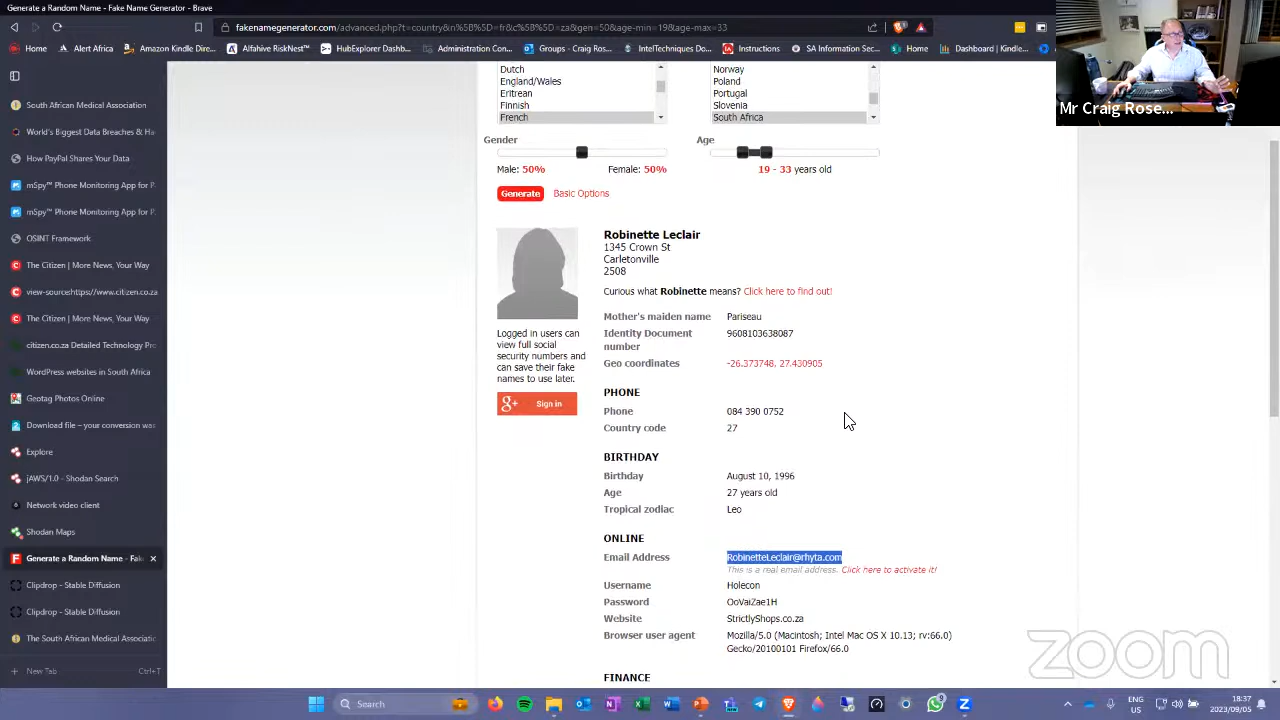 Generate a Random Name - Fake Name Generator - Brave
fakenamegenerator.com/advanced.php?t=country&n%5B%5D=fr&c%5B%5D=za&gen=50&age-min=19&age-max=33
Home
Alert Africa
Amazon Kindle Direc...
Alfahive RiskNest™
Hubsplorer Dashbo...
Groups - Craig Ros...
IntelTechniques Do...
Instructions
SA Information Sec...
Home
Dashboard | Kindle...
South African Medical Association
World's Biggest Data Breaches & Ha
How PayPal Shares Your Data
mSpy™ Phone Monitoring App for P
mSpy™ Phone Monitoring App for P
OSINT Framework
The Citizen | More News, Your Way
view-source:https://www.citizen.co.za
The Citizen | More News, Your Way
citizen.co.za Detailed Technology Pro
WordPress websites in South Africa
Geotag Photos Online
Download file – your conversion was
Explore
jAWS/1.0 - Shodan Search
Network video client
Shodan Maps
Generate a Random Name - Fake
Clipdrop - Stable Diffusion
Clipdrop - Stable Diffusion
The South African Medical Associatio
New Tab Ctrl+T
Dutch
England/Wales
Eritrean
Finnish
French
Norway
Poland
Portugal
Slovenia
South Africa
Gender
Age
Male: 50%
Female: 50%
19 - 33 years old
Generate
Basic Options
Logged in users can
view full social
security numbers and
can save their fake
names to use later.
g+ Sign in
Robinette Leclair
1345 Crown St
Carletonville
2508
Curious what Robinette means? Click here to find out!
Mother's maiden name Pariseau
Identity Document 9608103638087
number
Geo coordinates -26.373748, 27.430905
PHONE
Phone 084 390 0752
Country code 27
BIRTHDAY
Birthday August 10, 1996
Age 27 years old
Tropical zodiac Leo
ONLINE
Email Address RobinetteLeclair@rhyta.com
This is a real email address. Click here to activate it!
Username Holecon
Password OoVaiZae1H
Website StrictlyShops.co.za
Browser user agent Mozilla/5.0 (Macintosh; Intel Mac OS X 10.13; rv:66.0)
Gecko/20100101 Firefox/66.0
FINANCE
Mr Craig Rose...
zoom
Search
ENG
US
18:37
2023/09/05